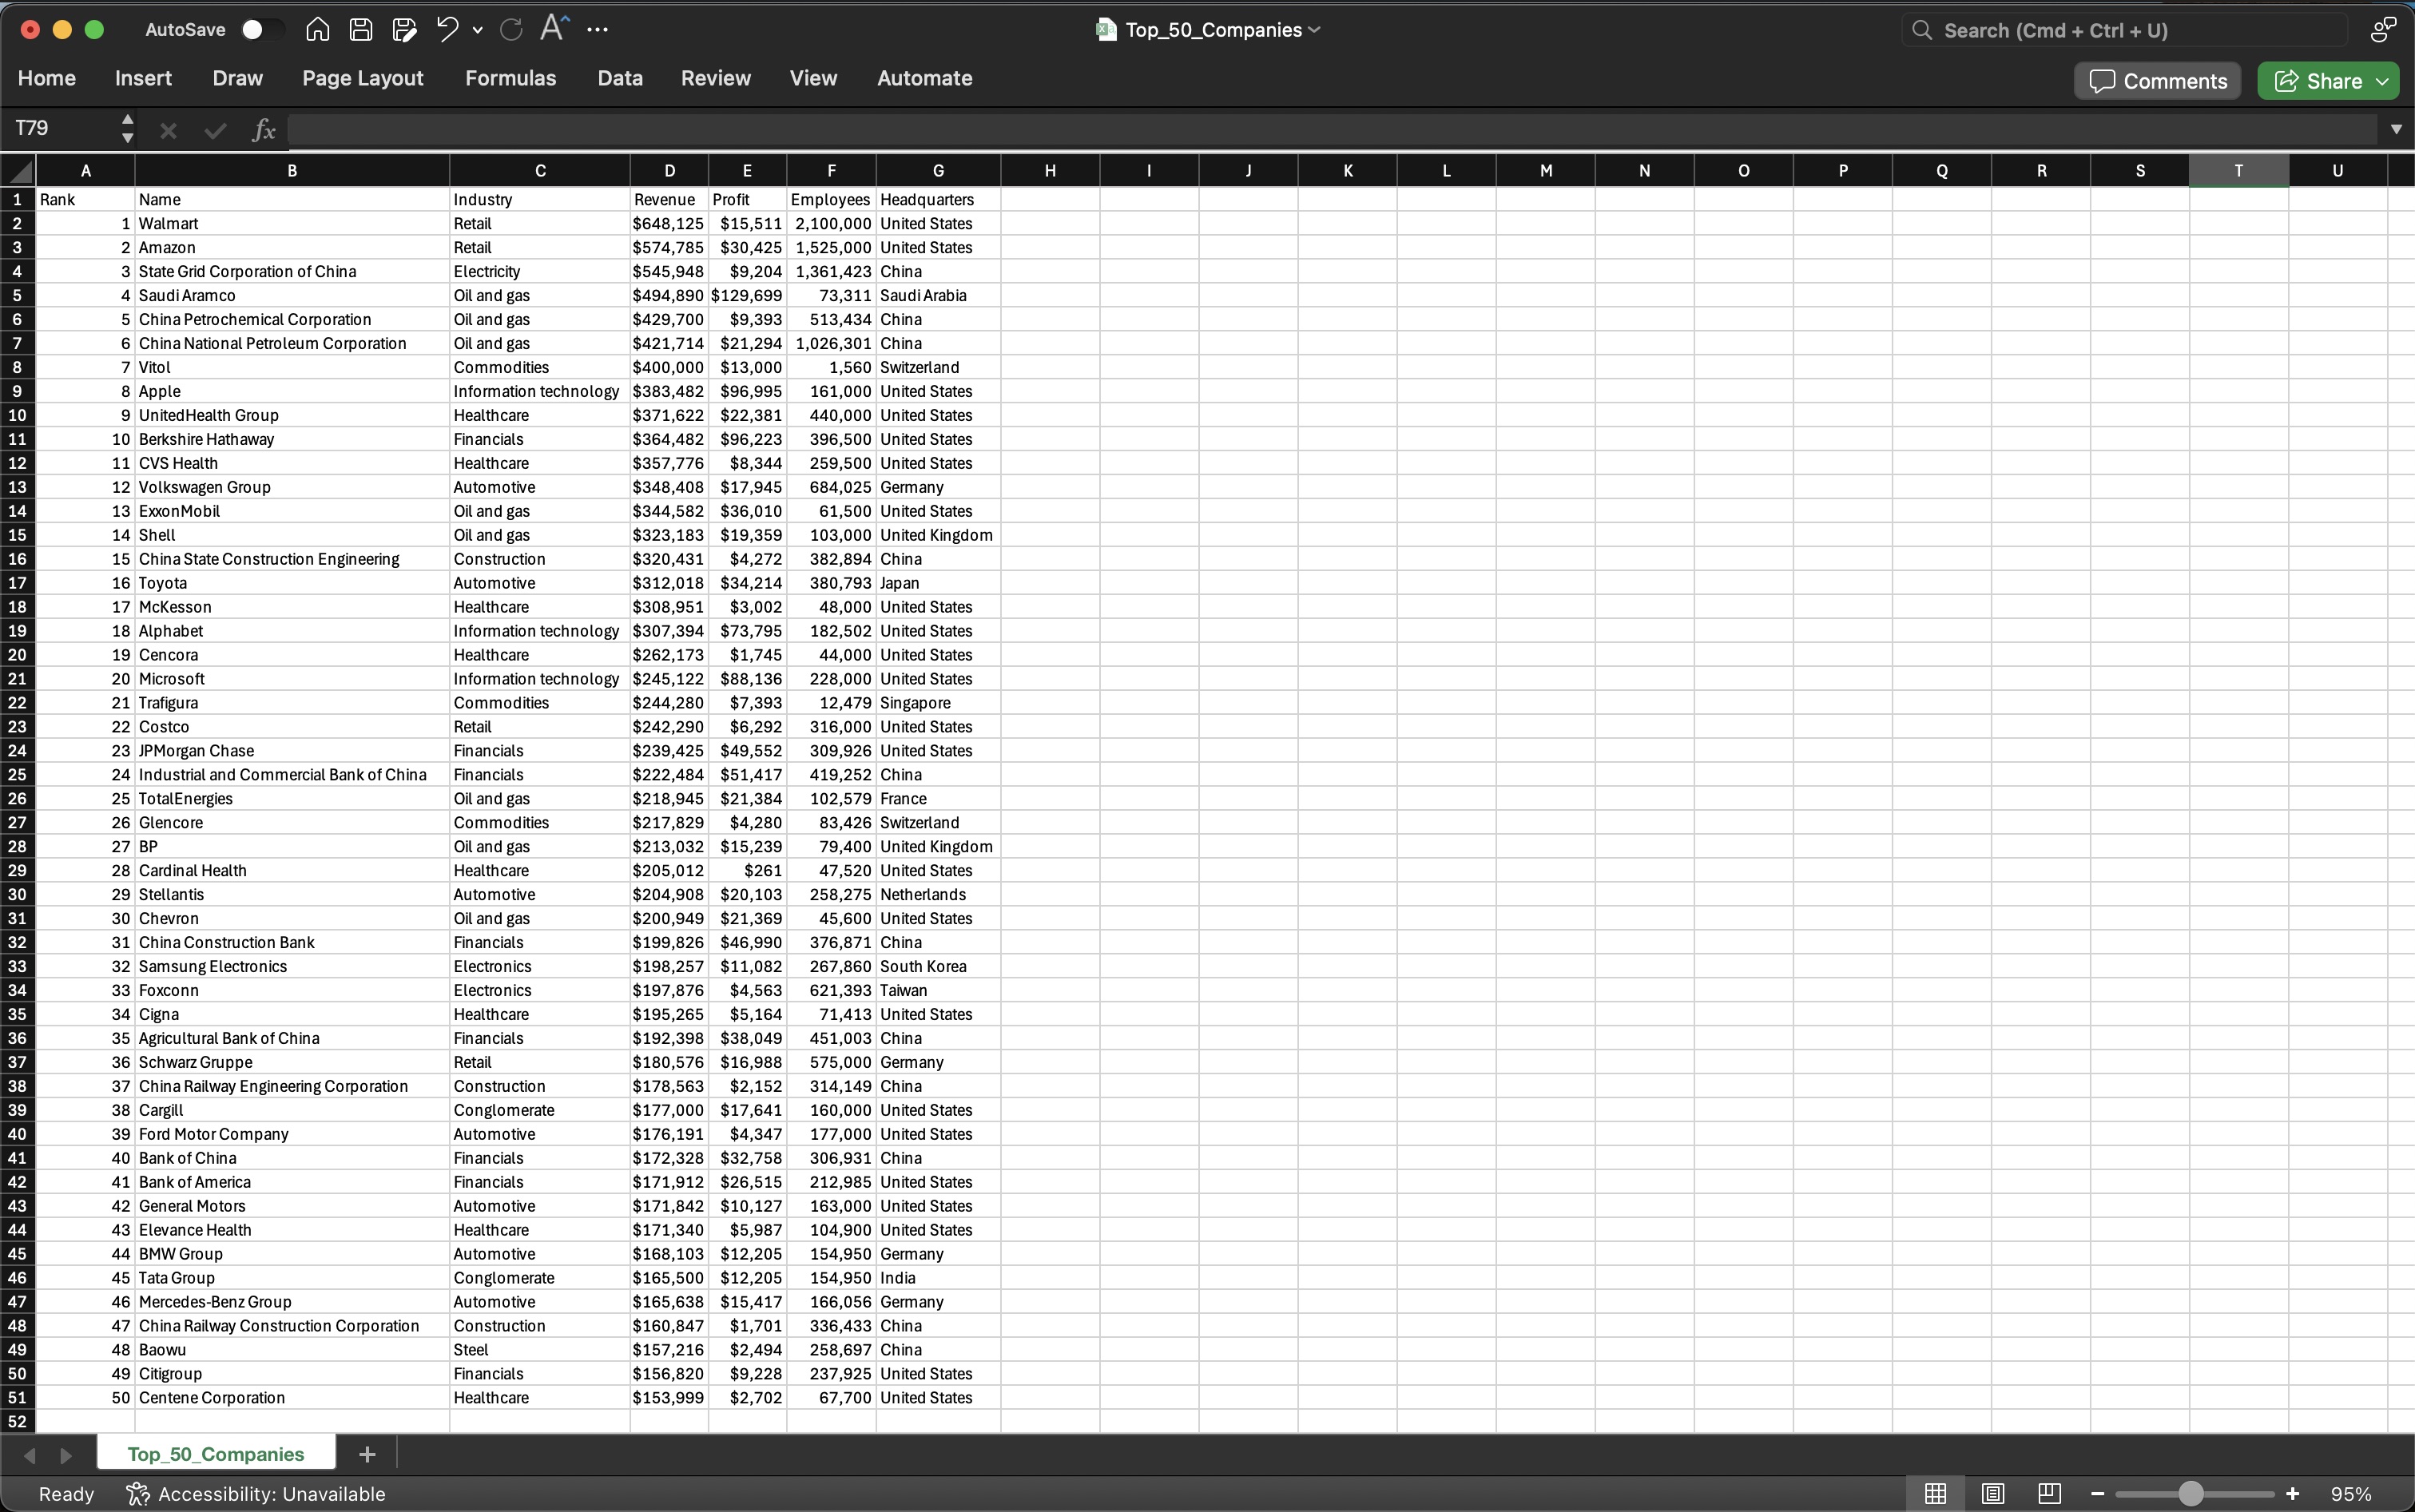 AutoSave Top_50_Companies Search (Cmd + Ctrl + U)
Home Insert Draw Page Layout Formulas Data Review View Automate Comments Share
T79 fx
A B C D E F G H I J K L M N O P Q R S T U
1 Rank Name Industry Revenue Profit Employees Headquarters
2 1 Walmart Retail $648,125 $15,511 2,100,000 United States
3 2 Amazon Retail $574,785 $30,425 1,525,000 United States
4 3 State Grid Corporation of China Electricity $545,948 $9,204 1,361,423 China
5 4 Saudi Aramco Oil and gas $494,890 $129,699 73,311 Saudi Arabia
6 5 China Petrochemical Corporation Oil and gas $429,700 $9,393 513,434 China
7 6 China National Petroleum Corporation Oil and gas $421,714 $21,294 1,026,301 China
8 7 Vitol Commodities $400,000 $13,000 1,560 Switzerland
9 8 Apple Information technology $383,482 $96,995 161,000 United States
10 9 UnitedHealth Group Healthcare $371,622 $22,381 440,000 United States
11 10 Berkshire Hathaway Financials $364,482 $96,223 396,500 United States
12 11 CVS Health Healthcare $357,776 $8,344 259,500 United States
13 12 Volkswagen Group Automotive $348,408 $17,945 684,025 Germany
14 13 ExxonMobil Oil and gas $344,582 $36,010 61,500 United States
15 14 Shell Oil and gas $323,183 $19,359 103,000 United Kingdom
16 15 China State Construction Engineering Construction $320,431 $4,272 382,894 China
17 16 Toyota Automotive $312,018 $34,214 380,793 Japan
18 17 McKesson Healthcare $308,951 $3,002 48,000 United States
19 18 Alphabet Information technology $307,394 $73,795 182,502 United States
20 19 Cencora Healthcare $262,173 $1,745 44,000 United States
21 20 Microsoft Information technology $245,122 $88,136 228,000 United States
22 21 Trafigura Commodities $244,280 $7,393 12,479 Singapore
23 22 Costco Retail $242,290 $6,292 316,000 United States
24 23 JPMorgan Chase Financials $239,425 $49,552 309,926 United States
25 24 Industrial and Commercial Bank of China Financials $222,484 $51,417 419,252 China
26 25 TotalEnergies Oil and gas $218,945 $21,384 102,579 France
27 26 Glencore Commodities $217,829 $4,280 83,426 Switzerland
28 27 BP Oil and gas $213,032 $15,239 79,400 United Kingdom
29 28 Cardinal Health Healthcare $205,012 $261 47,520 United States
30 29 Stellantis Automotive $204,908 $20,103 258,275 Netherlands
31 30 Chevron Oil and gas $200,949 $21,369 45,600 United States
32 31 China Construction Bank Financials $199,826 $46,990 376,871 China
33 32 Samsung Electronics Electronics $198,257 $11,082 267,860 South Korea
34 33 Foxconn Electronics $197,876 $4,563 621,393 Taiwan
35 34 Cigna Healthcare $195,265 $5,164 71,413 United States
36 35 Agricultural Bank of China Financials $192,398 $38,049 451,003 China
37 36 Schwarz Gruppe Retail $180,576 $16,988 575,000 Germany
38 37 China Railway Engineering Corporation Construction $178,563 $2,152 314,149 China
39 38 Cargill Conglomerate $177,000 $17,641 160,000 United States
40 39 Ford Motor Company Automotive $176,191 $4,347 177,000 United States
41 40 Bank of China Financials $172,328 $32,758 306,931 China
42 41 Bank of America Financials $171,912 $26,515 212,985 United States
43 42 General Motors Automotive $171,842 $10,127 163,000 United States
44 43 Elevance Health Healthcare $171,340 $5,987 104,900 United States
45 44 BMW Group Automotive $168,103 $12,205 154,950 Germany
46 45 Tata Group Conglomerate $165,500 $12,205 154,950 India
47 46 Mercedes-Benz Group Automotive $165,638 $15,417 166,056 Germany
48 47 China Railway Construction Corporation Construction $160,847 $1,701 336,433 China
49 48 Baowu Steel $157,216 $2,494 258,697 China
50 49 Citigroup Financials $156,820 $9,228 237,925 United States
51 50 Centene Corporation Healthcare $153,999 $2,702 67,700 United States
52
Top_50_Companies +
Ready Accessibility: Unavailable 95%